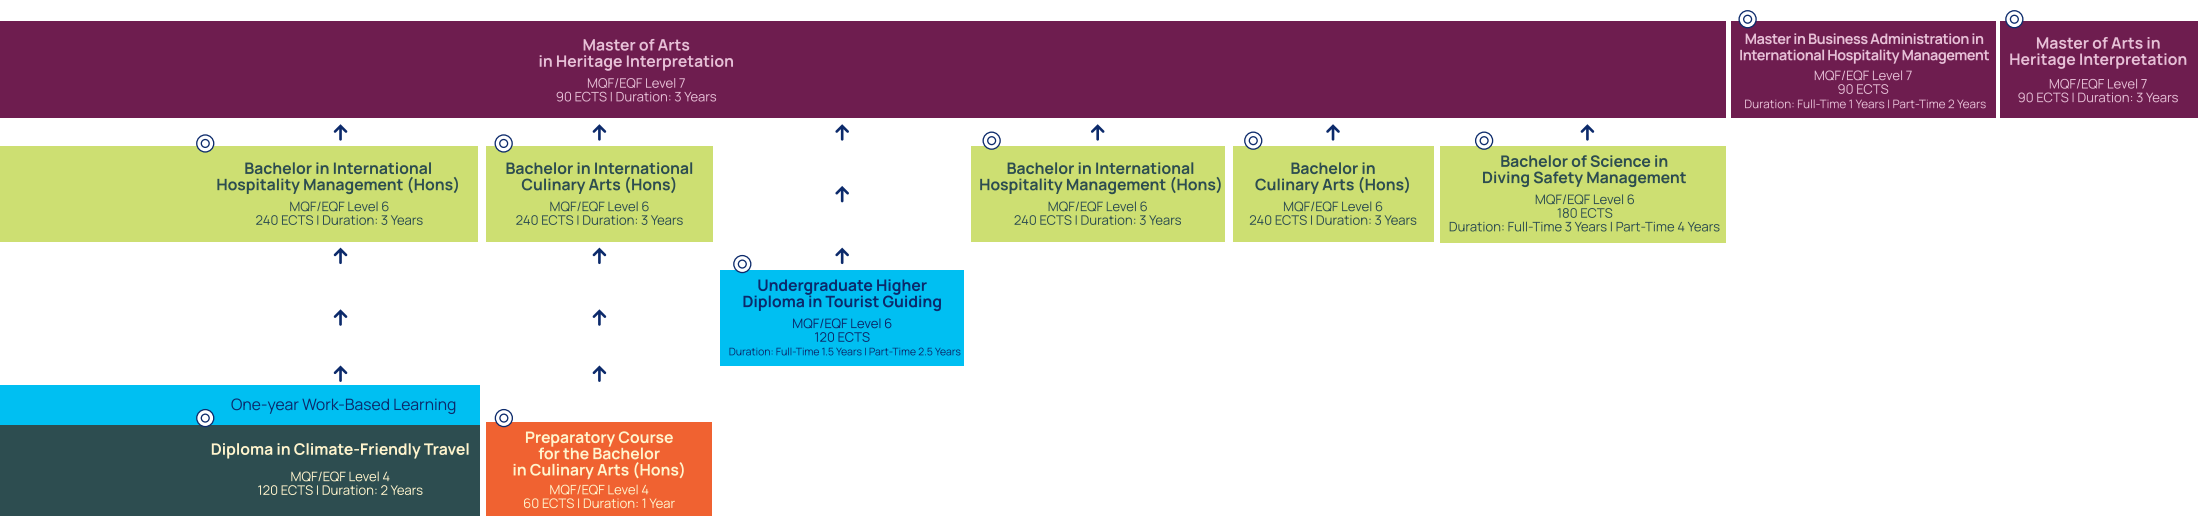 Master of Arts
in Heritage Interpretation
MQF/EQF Level 7
90 ECTS | Duration: 3 Years
Master in Business Administration in
International Hospitality Management
MQF/EQF Level 7
90 ECTS
Duration: Full-Time 1 Years | Part-Time 2 Years
Master of Arts in
Heritage Interpretation
MQF/EQF Level 7
90 ECTS | Duration: 3 Years
Bachelor in International
Hospitality Management (Hons)
MQF/EQF Level 6
240 ECTS | Duration: 3 Years
Bachelor in International
Culinary Arts (Hons)
MQF/EQF Level 6
240 ECTS | Duration: 3 Years
Bachelor in International
Hospitality Management (Hons)
MQF/EQF Level 6
240 ECTS | Duration: 3 Years
Bachelor in
Culinary Arts (Hons)
MQF/EQF Level 6
240 ECTS | Duration: 3 Years
Bachelor of Science in
Diving Safety Management
MQF/EQF Level 6
180 ECTS
Duration: Full-Time 3 Years | Part-Time 4 Years
Undergraduate Higher
Diploma in Tourist Guiding
MQF/EQF Level 6
120 ECTS
Duration: Full-Time 1.5 Years | Part-Time 2.5 Years
One-year Work-Based Learning
Diploma in Climate-Friendly Travel
MQF/EQF Level 4
120 ECTS | Duration: 2 Years
Preparatory Course
for the Bachelor
in Culinary Arts (Hons)
MQF/EQF Level 4
60 ECTS | Duration: 1 Year